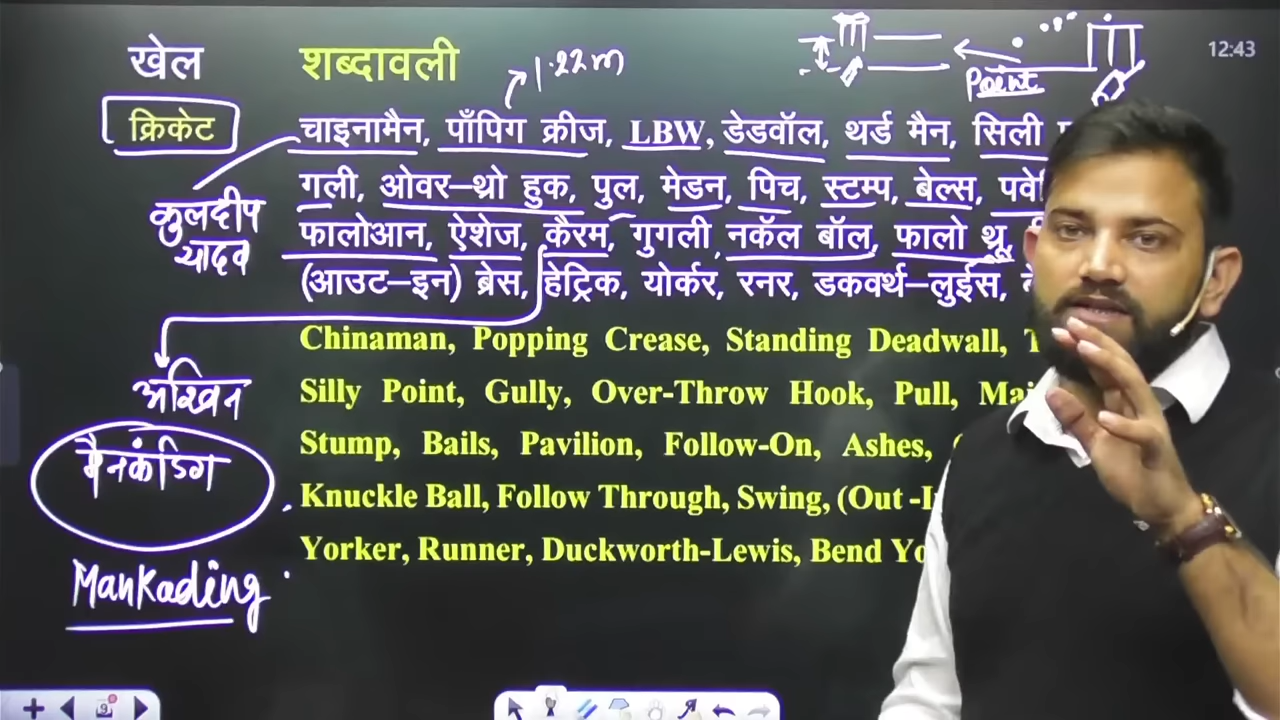 खेल शब्दावली
1.22m
Point
12:43
क्रिकेट
चाइनामैन, पॉपिग क्रीज, LBW, डेडवॉल, थर्ड मैन, सिली
गली, ओवर–थ्रो हुक, पुल, मेडन, पिच, स्टम्प, बेल्स,
फालोआन, ऐशेज, कैरम, गुगली, नकॅल बॉल, फालो थ्रू,
(आउट–इन) ब्रेस, हेट्रिक, योर्कर, रनर, डकवर्थ–लुईस,
कुलदीप
यादव
Chinaman, Popping Crease, Standing Deadwall,
Silly Point, Gully, Over-Throw Hook, Pull,
Stump, Bails, Pavilion, Follow-On, Ashes,
Knuckle Ball, Follow Through, Swing, (Out
Yorker, Runner, Duckworth-Lewis, Bend
अश्विन
मैनकंडिग
Mankading